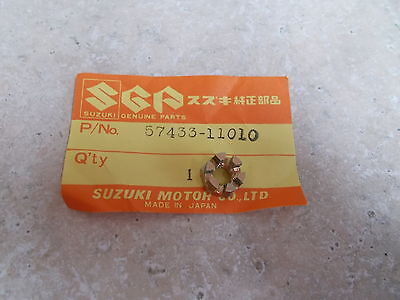 SGP スズキ純正部品
SUZUKI GENUINE PARTS
P/No. 57433-11010
Q'ty 1
SUZUKI MOTOR CO.,LTD.
MADE IN JAPAN